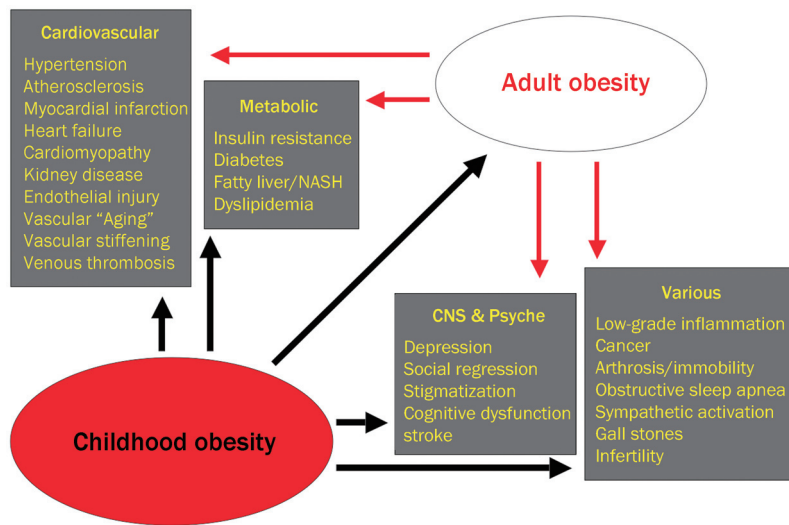 Cardiovascular
Hypertension
Atherosclerosis
Myocardial infarction
Heart failure
Cardiomyopathy
Kidney disease
Endothelial injury
Vascular “Aging”
Vascular stiffening
Venous thrombosis
Metabolic
Insulin resistance
Diabetes
Fatty liver/NASH
Dyslipidemia
Adult obesity
Childhood obesity
CNS & Psyche
Depression
Social regression
Stigmatization
Cognitive dysfunction
stroke
Various
Low-grade inflammation
Cancer
Arthrosis/immobility
Obstructive sleep apnea
Sympathetic activation
Gall stones
Infertility